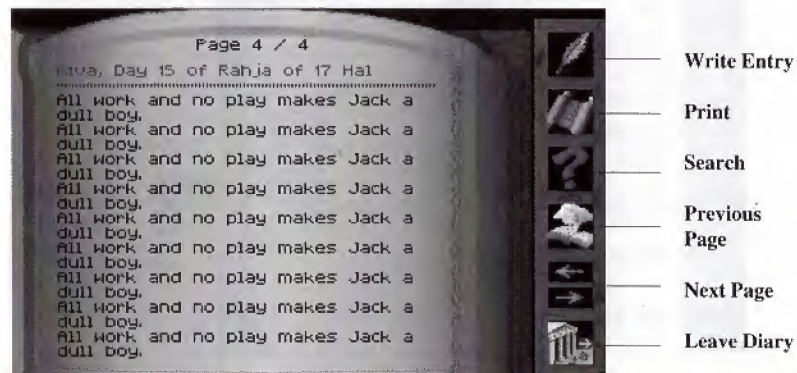 Page 4 / 4
Riva, Day 15 of Rahja of 17 Hal
All work and no play makes Jack a
dull boy.
All work and no play makes Jack a
dull boy.
All work and no play makes Jack a
dull boy.
All work and no play makes Jack a
dull boy.
All work and no play makes Jack a
dull boy.
All work and no play makes Jack a
dull boy.
All work and no play makes Jack a
dull boy.
All work and no play makes Jack a
dull boy.
All work and no play makes Jack a
dull boy.
Write Entry
Print
Search
Previous
Page
Next Page
Leave Diary